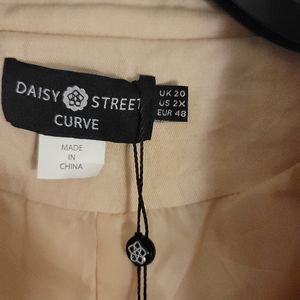 DAISY STREET
CURVE
UK 20
US 2X
EUR 48
MADE
IN
CHINA